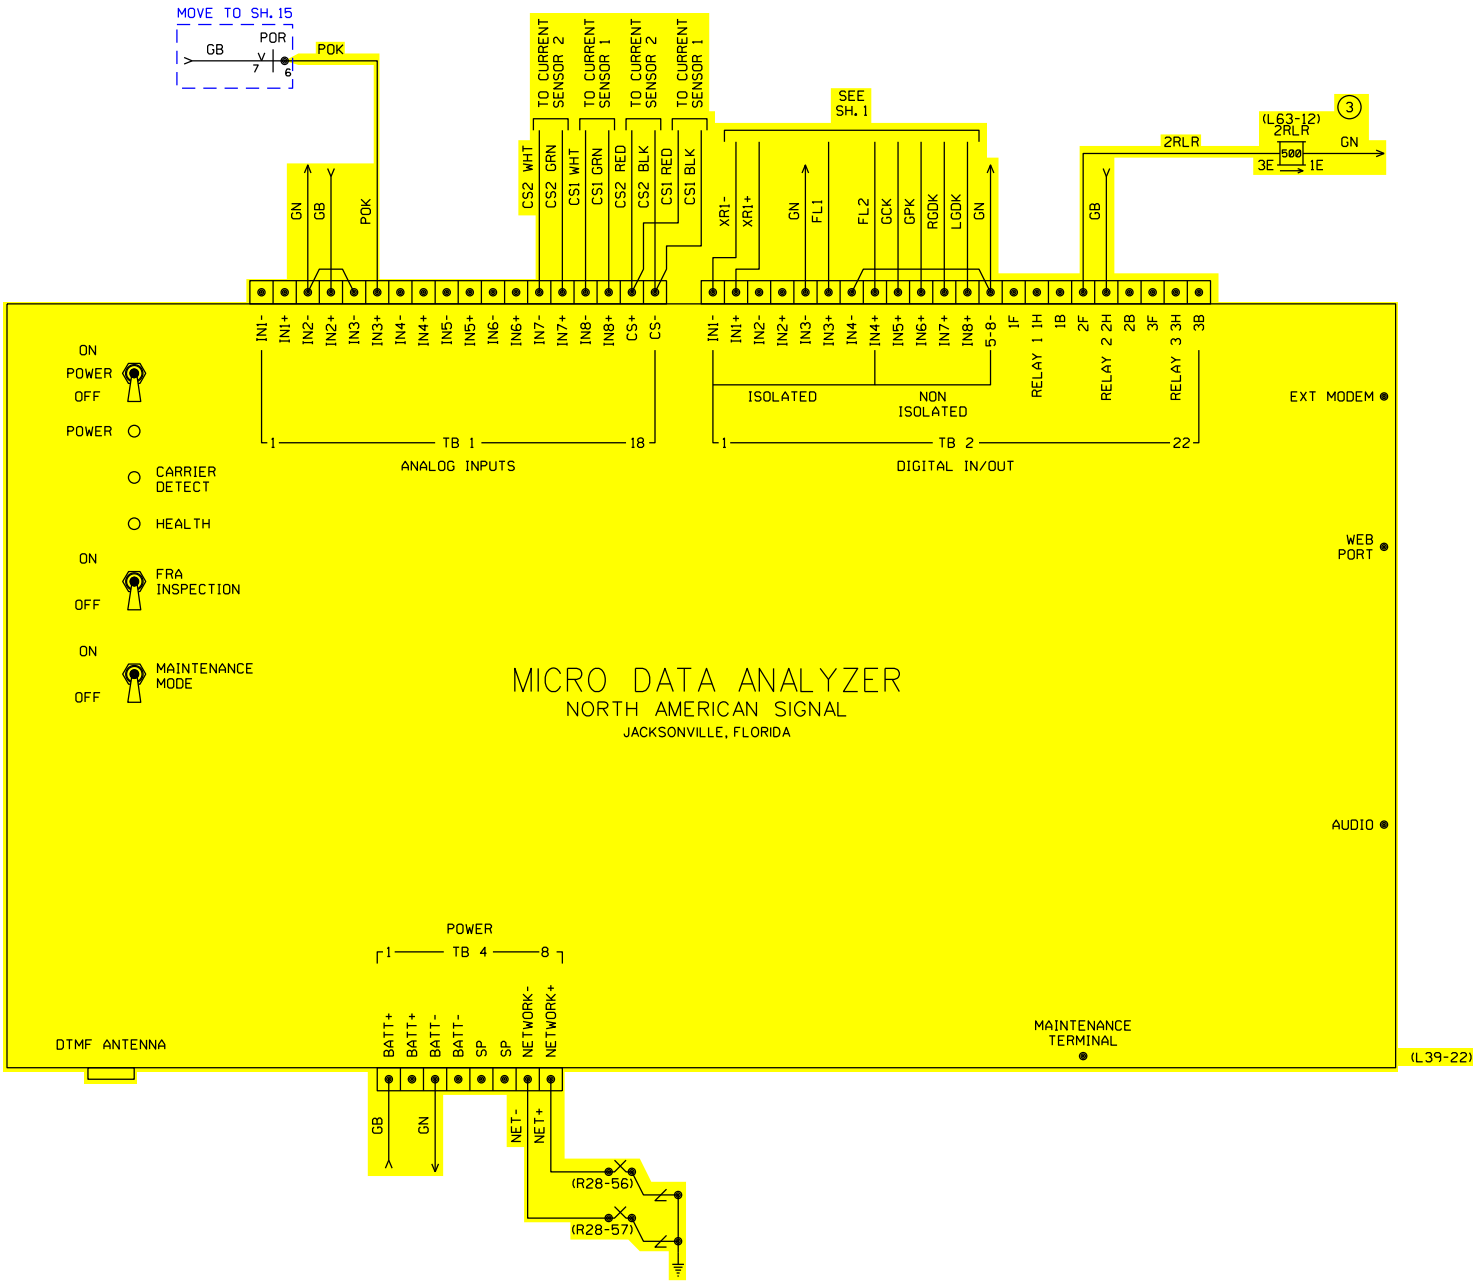 MOVE TO SH. 15
GB
POR
7
6
POK
TO CURRENT
SENSOR 2
TO CURRENT
SENSOR 1
TO CURRENT
SENSOR 2
TO CURRENT
SENSOR 1
SEE
SH. 1
3
(L63-12)
2RLR
2RLR
500
GN
3E
1E
GN
GB
POK
CS2 WHT
CS2 GRN
CS1 WHT
CS1 GRN
CS2 RED
CS2 BLK
CS1 RED
CS1 BLK
XR1-
XR1+
GN
FL1
FL2
GCK
GPK
RGDK
LGDK
GN
GB
IN1-
IN1+
IN2-
IN2+
IN3-
IN3+
IN4-
IN4+
IN5-
IN5+
IN6-
IN6+
IN7-
IN7+
IN8-
IN8+
CS+
CS-
IN1-
IN1+
IN2-
IN2+
IN3-
IN3+
IN4-
IN4+
IN5+
IN6+
IN7+
IN8+
5-8-
1F
RELAY 1 1H
1B
2F
RELAY 2 2H
2B
3F
RELAY 3 3H
3B
ISOLATED
NON
ISOLATED
1
TB 1
18
ANALOG INPUTS
1
TB 2
22
DIGITAL IN/OUT
ON
POWER
OFF
POWER
CARRIER
DETECT
HEALTH
ON
FRA
INSPECTION
OFF
ON
MAINTENANCE
MODE
OFF
EXT MODEM
WEB
PORT
MICRO DATA ANALYZER
NORTH AMERICAN SIGNAL
JACKSONVILLE, FLORIDA
AUDIO
POWER
1
TB 4
8
BATT+
BATT+
BATT-
BATT-
SP
SP
NETWORK-
NETWORK+
DTMF ANTENNA
MAINTENANCE
TERMINAL
(L39-22)
GB
GN
NET-
NET+
(R28-56)
(R28-57)